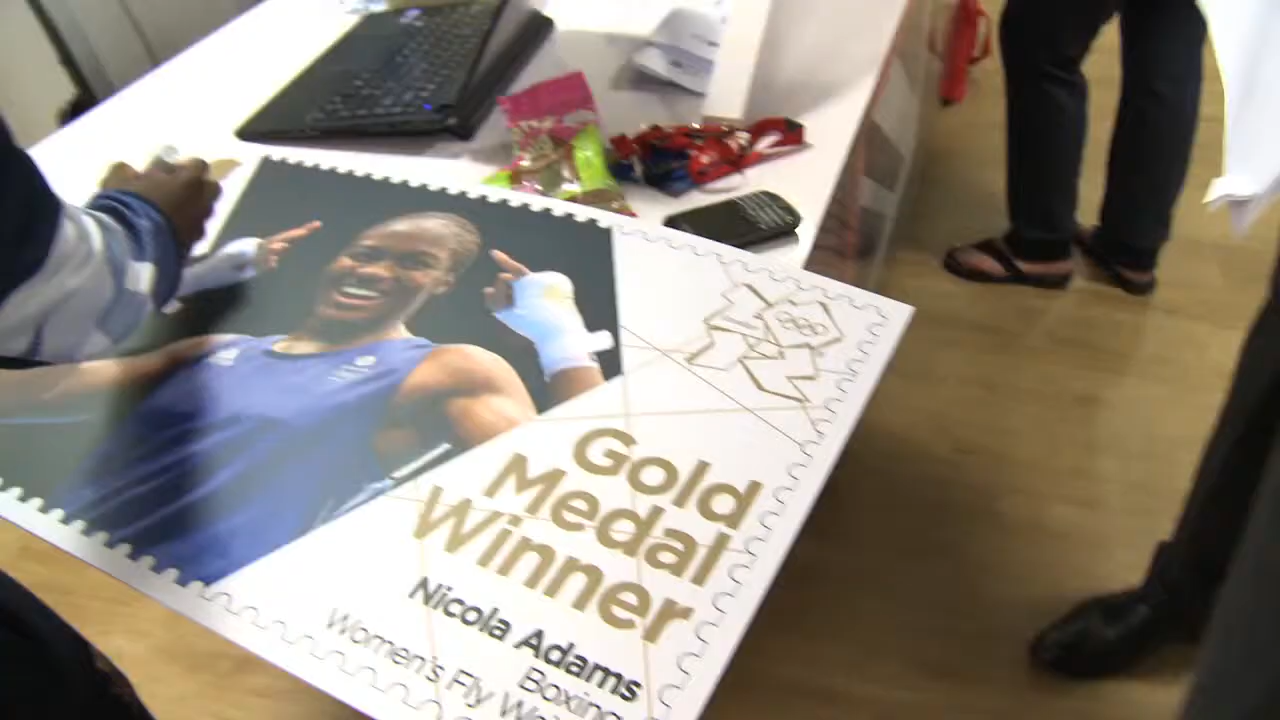 Gold
Medal
Winner
Nicola Adams
Boxing
Women's Fly